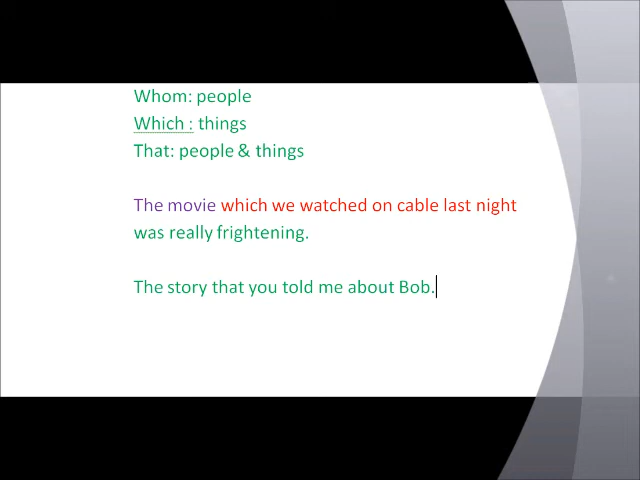 Whom: people
Which : things
That: people & things
The movie which we watched on cable last night
was really frightening.
The story that you told me about Bob.